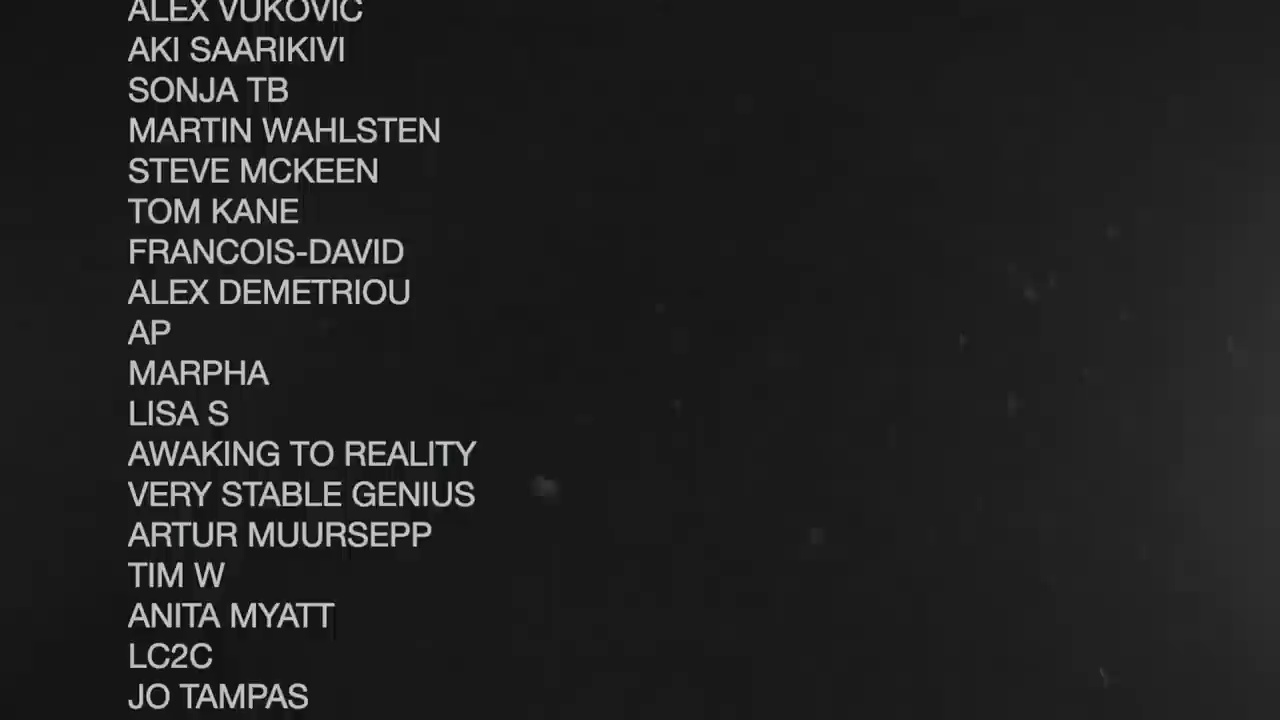 ALEX VUKOVIC
AKI SAARIKIVI
SONJA TB
MARTIN WAHLSTEN
STEVE MCKEEN
TOM KANE
FRANCOIS-DAVID
ALEX DEMETRIOU
AP
MARPHA
LISA S
AWAKING TO REALITY
VERY STABLE GENIUS
ARTUR MUURSEPP
TIM W
ANITA MYATT
LC2C
JO TAMPAS